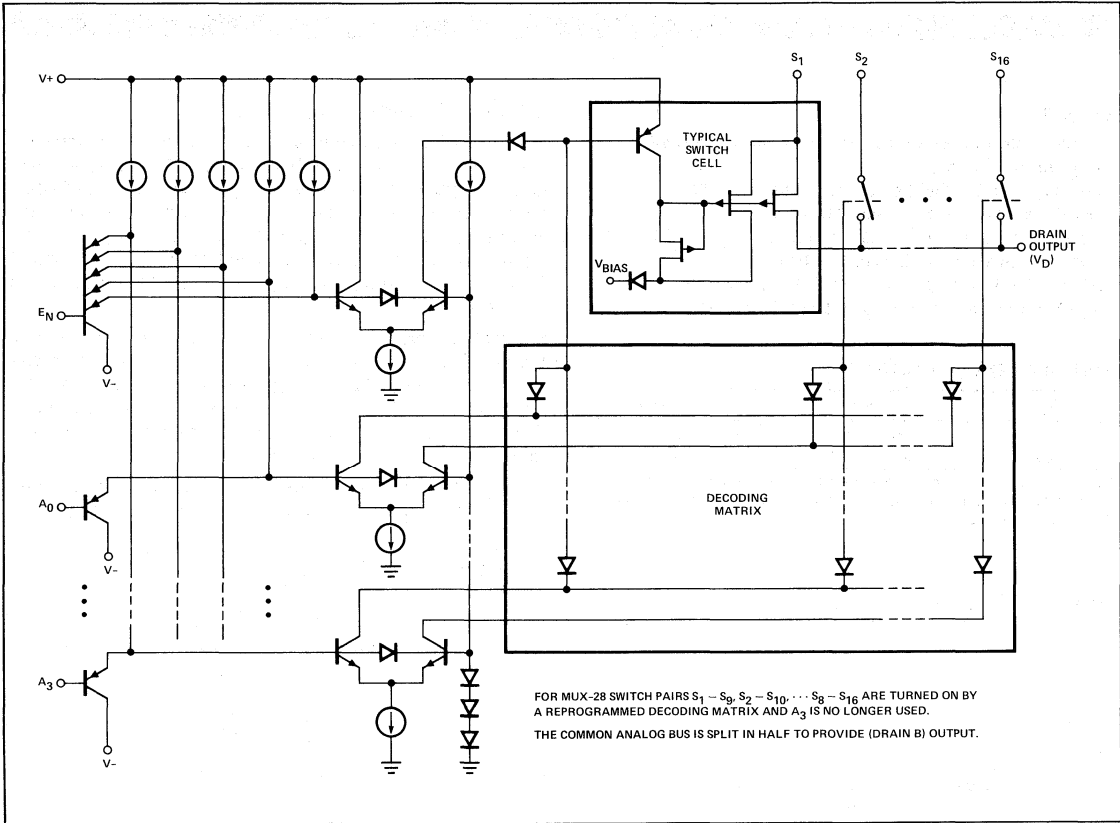 V+
S1
S2
S16
TYPICAL
SWITCH
CELL
VBIAS
DRAIN
OUTPUT
(VD)
EN
V-
A0
V-
DECODING
MATRIX
A3
V-
FOR MUX-28 SWITCH PAIRS S1 – S9, S2 – S10, ··· S8 – S16 ARE TURNED ON BY
A REPROGRAMMED DECODING MATRIX AND A3 IS NO LONGER USED.
THE COMMON ANALOG BUS IS SPLIT IN HALF TO PROVIDE (DRAIN B) OUTPUT.